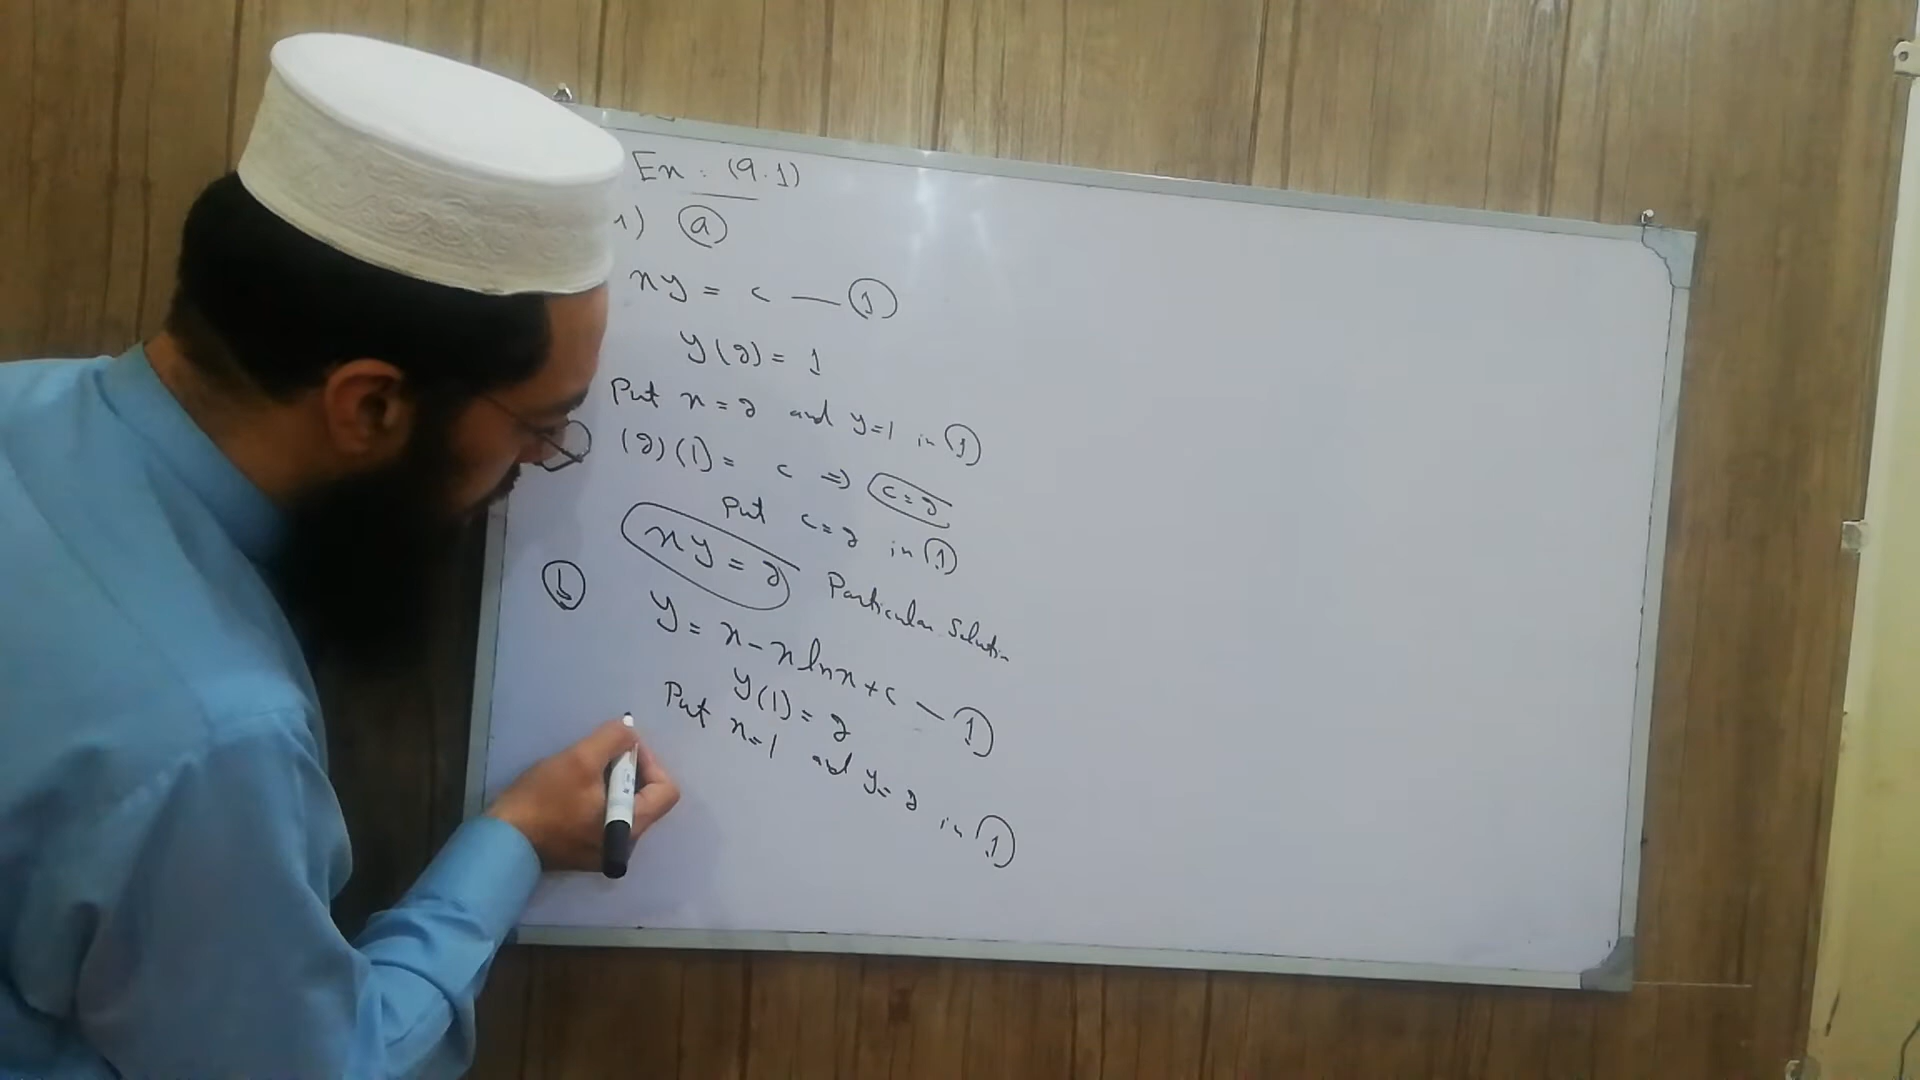 Ex: (9.1)
1) a
xy = c — 1
y(2) = 1
Put x = 2 and y=1 in 1
(2)(1) = c ⇒ c=2
Put c=2 in 1
xy = 2 Particular Solution
b
y = x - x lnx + c — 1
y(1) = 2
Put x=1 and y=2 in 1